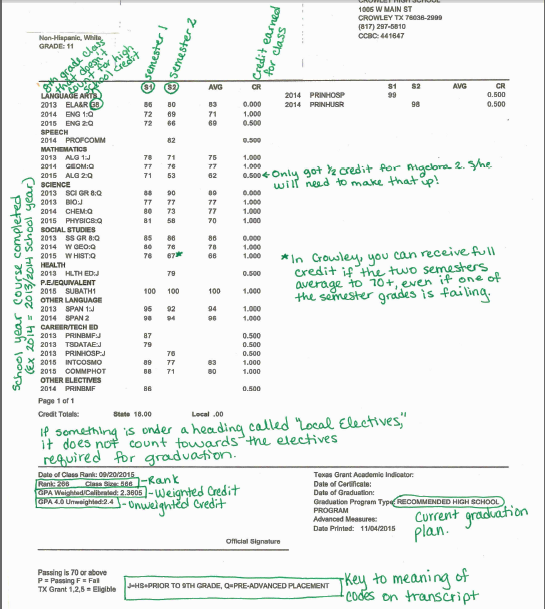 CROWLEY HIGH SCHOOL
1005 W MAIN ST
CROWLEY TX 76036-2999
(817) 297-5810
CCBC: 441647
Non-Hispanic, White
GRADE: 11
8th grade class
that doesn't
count for high
school credit
semester 1
semester 2
Credit earned
for class
S1 S2 AVG CR
LANGUAGE ARTS
2013 ELA&R G8 86 80 83 0.000
2014 ENG 1:Q 72 69 71 1.000
2015 ENG 2:Q 72 66 69 0.500
SPEECH
2014 PROFCOMM 82 0.500
MATHEMATICS
2013 ALG 1:J 78 71 75 1.000
2014 GEOM:Q 77 76 77 1.000
2015 ALG 2:Q 71 53 62 0.500
SCIENCE
2013 SCI GR 8:Q 88 90 89 0.000
2013 BIO:J 77 77 77 1.000
2014 CHEM:Q 80 73 77 1.000
2015 PHYSICS:Q 81 58 70 1.000
SOCIAL STUDIES
2013 SS GR 8:Q 85 86 86 0.000
2014 W GEO:Q 80 76 78 1.000
2015 W HIST:Q 76 67* 1.000
HEALTH
2013 HLTH ED:J 79 0.500
P.E/EQUIVALENT
2015 SUBATH1 100 100 100 1.000
OTHER LANGUAGE
2013 SPAN 1:J 95 92 94 1.000
2014 SPAN 2 98 94 96 1.000
CAREER/TECH ED
2013 PRINBMF:J 87 0.500
2013 TSDATAE:J 79 0.500
2013 PRINHOSP:J 76 0.500
2015 INTCOSMO 89 77 83 1.000
2015 COMMPHOT 88 71 80 1.000
OTHER ELECTIVES
2014 PRINBMF 86 0.500
S1 S2 AVG CR
2014 PRINHOSP 99 0.500
2014 PRINHUSR 98 0.500
Only got ½ credit for Algebra 2. S/he
will need to make that up!
*In Crowley, you can receive full
credit if the two semesters
average to 70+, even if one of
the semester grades is failing.
School year course completed
(Ex 2014 = 2013/2014 school year)
Page 1 of 1
Credit Totals: State 18.00 Local .00
If something is under a heading called "Local Electives,"
it does not count towards the electives
required for graduation.
Date of Class Rank: 09/20/2015
Rank: 266 Class Size: 566 -Rank
GPA Weighted/Calibrated: 2.3605 -Weighted Credit
GPA 4.0 Unweighted:2.4 -Unweighted Credit
Texas Grant Academic Indicator:
Date of Certificate:
Date of Graduation:
Graduation Program Type: RECOMMENDED HIGH SCHOOL
PROGRAM
Advanced Measures:
Date Printed: 11/04/2015
Current graduation
plan.
Official Signature
Passing is 70 or above
P = Passing F = Fail
TX Grant 1,2,5 = Eligible
J=HS=PRIOR TO 9TH GRADE, Q=PRE-ADVANCED PLACEMENT
Key to meaning of
codes on transcript